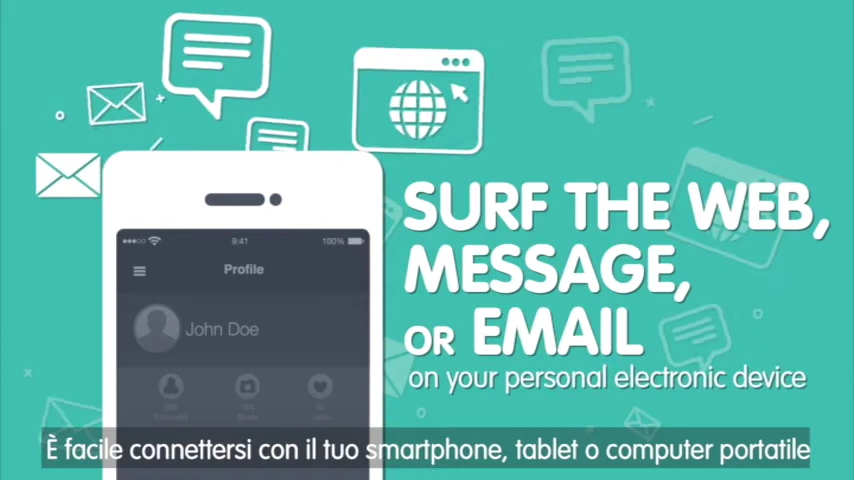 9:41
100%
Profile
John Doe
SURF THE WEB,
MESSAGE,
OR EMAIL
on your personal electronic device
È facile connettersi con il tuo smartphone, tablet o computer portatile